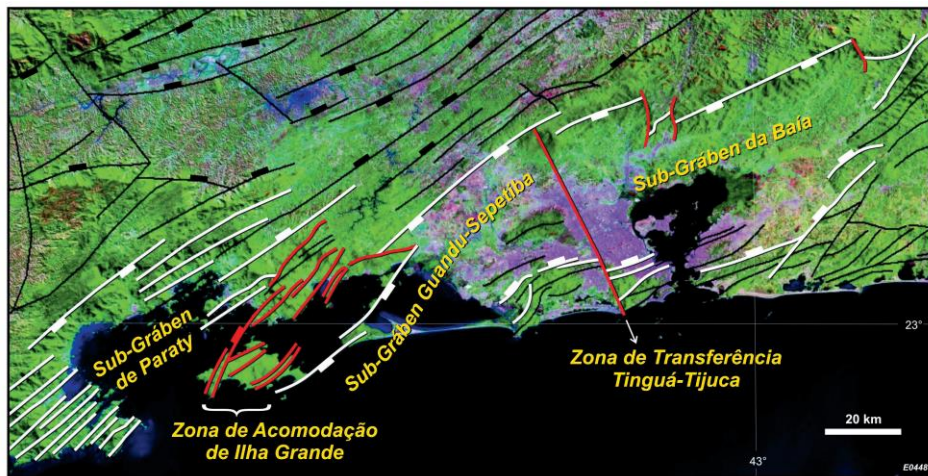 Sub-Gráben da Baía
Sub-Gráben Guandu-Sepetiba
Sub-Gráben
de Paraty
23°
Zona de Transferência
Tinguá-Tijuca
Zona de Acomodação
de Ilha Grande
20 km
43°
E0448